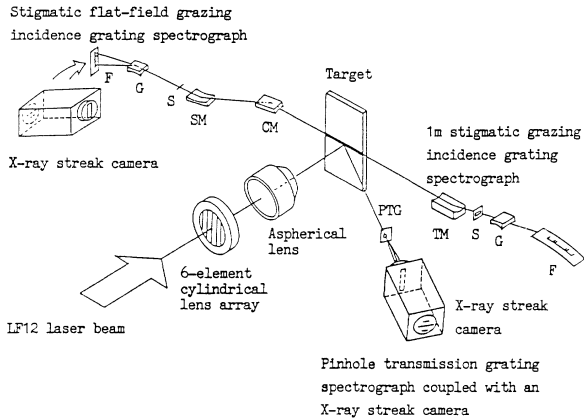 Stigmatic flat-field grazing
incidence grating spectrograph
F
G
S
SM
CM
Target
X-ray streak camera
1m stigmatic grazing
incidence grating
spectrograph
PTG
TM
S
G
F
Aspherical
lens
6-element
cylindrical
lens array
LF12 laser beam
X-ray streak
camera
Pinhole transmission grating
spectrograph coupled with an
X-ray streak camera